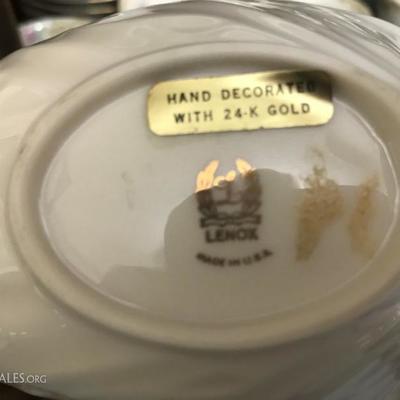 HAND DECORATED
WITH 24-K GOLD
LENOX
MADE IN U.S.A.
ALES.ORG